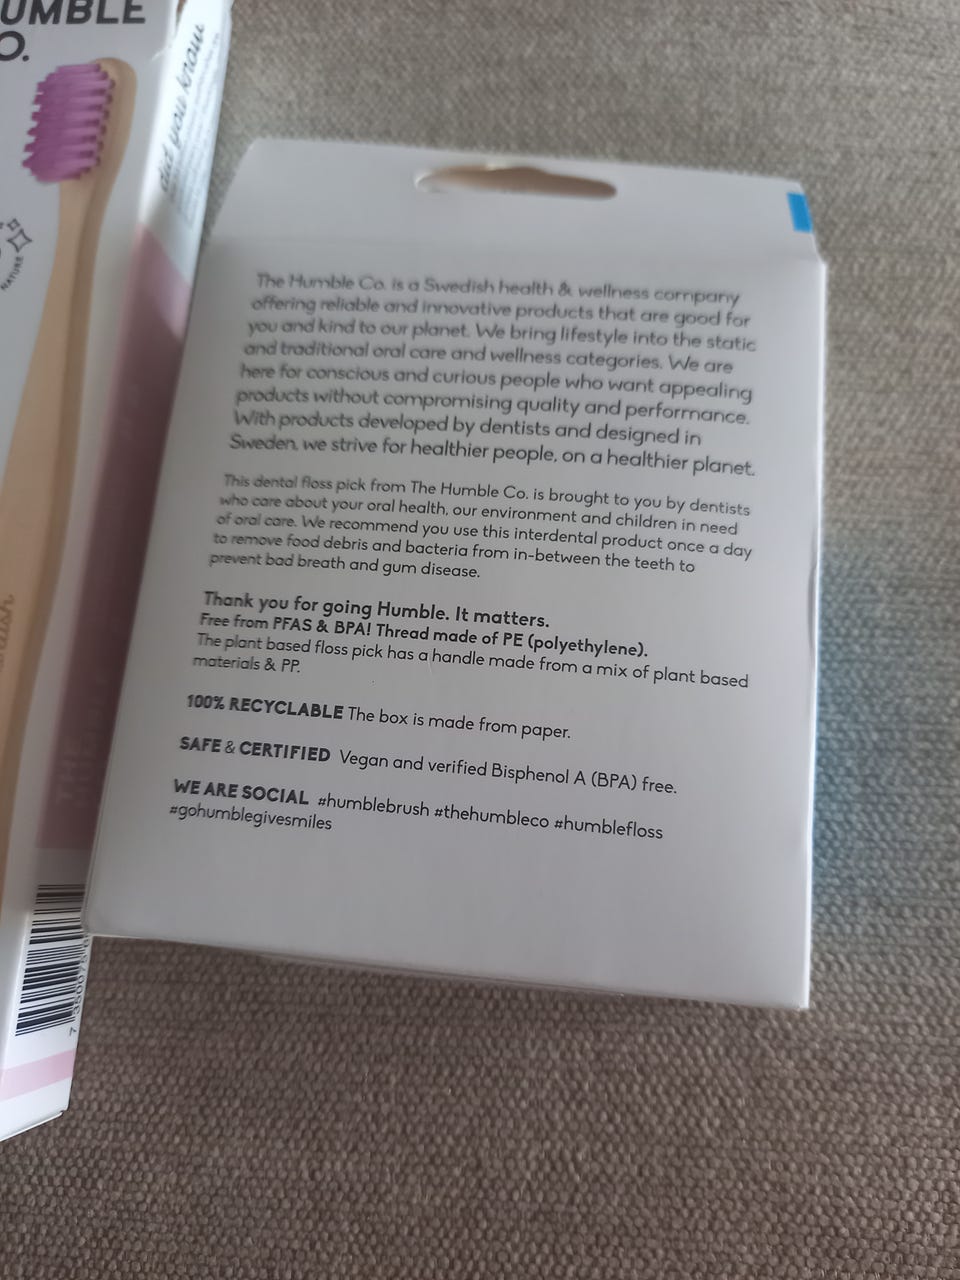 UMBLE
O.
did you know
NATURE
The Humble Co. is a Swedish health & wellness company
offering reliable and innovative products that are good for
you and kind to our planet. We bring lifestyle into the static
and traditional oral care and wellness categories. We are
here for conscious and curious people who want appealing
products without compromising quality and performance.
With products developed by dentists and designed in
Sweden, we strive for healthier people, on a healthier planet.
This dental floss pick from The Humble Co. is brought to you by dentists
who care about your oral health, our environment and children in need
of oral care. We recommend you use this interdental product once a day
to remove food debris and bacteria from in-between the teeth to
prevent bad breath and gum disease.
Thank you for going Humble. It matters.
Free from PFAS & BPA! Thread made of PE (polyethylene).
The plant based floss pick has a handle made from a mix of plant based
materials & PP.
100% RECYCLABLE The box is made from paper.
SAFE & CERTIFIED Vegan and verified Bisphenol A (BPA) free.
WE ARE SOCIAL #humblebrush #thehumbleco #humblefloss
#gohumblegivesmiles